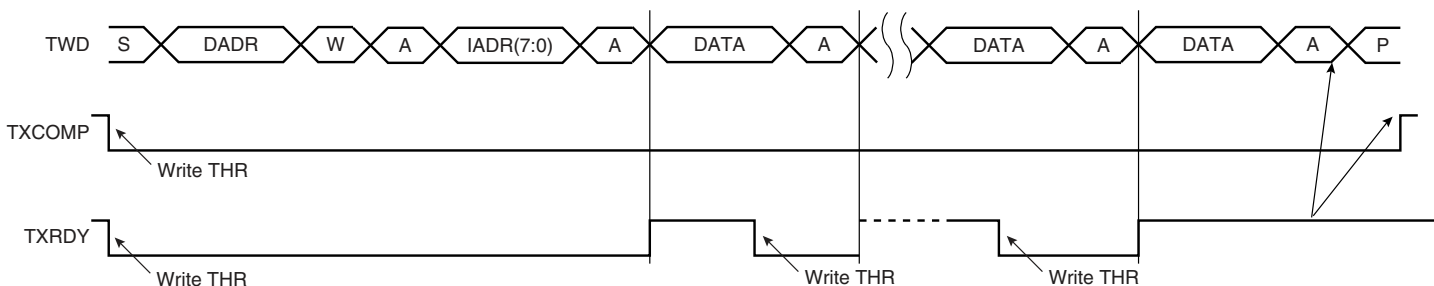 TWD S DADR W A IADR(7:0) A DATA A DATA A DATA A P
TXCOMP
Write THR
TXRDY
Write THR Write THR Write THR